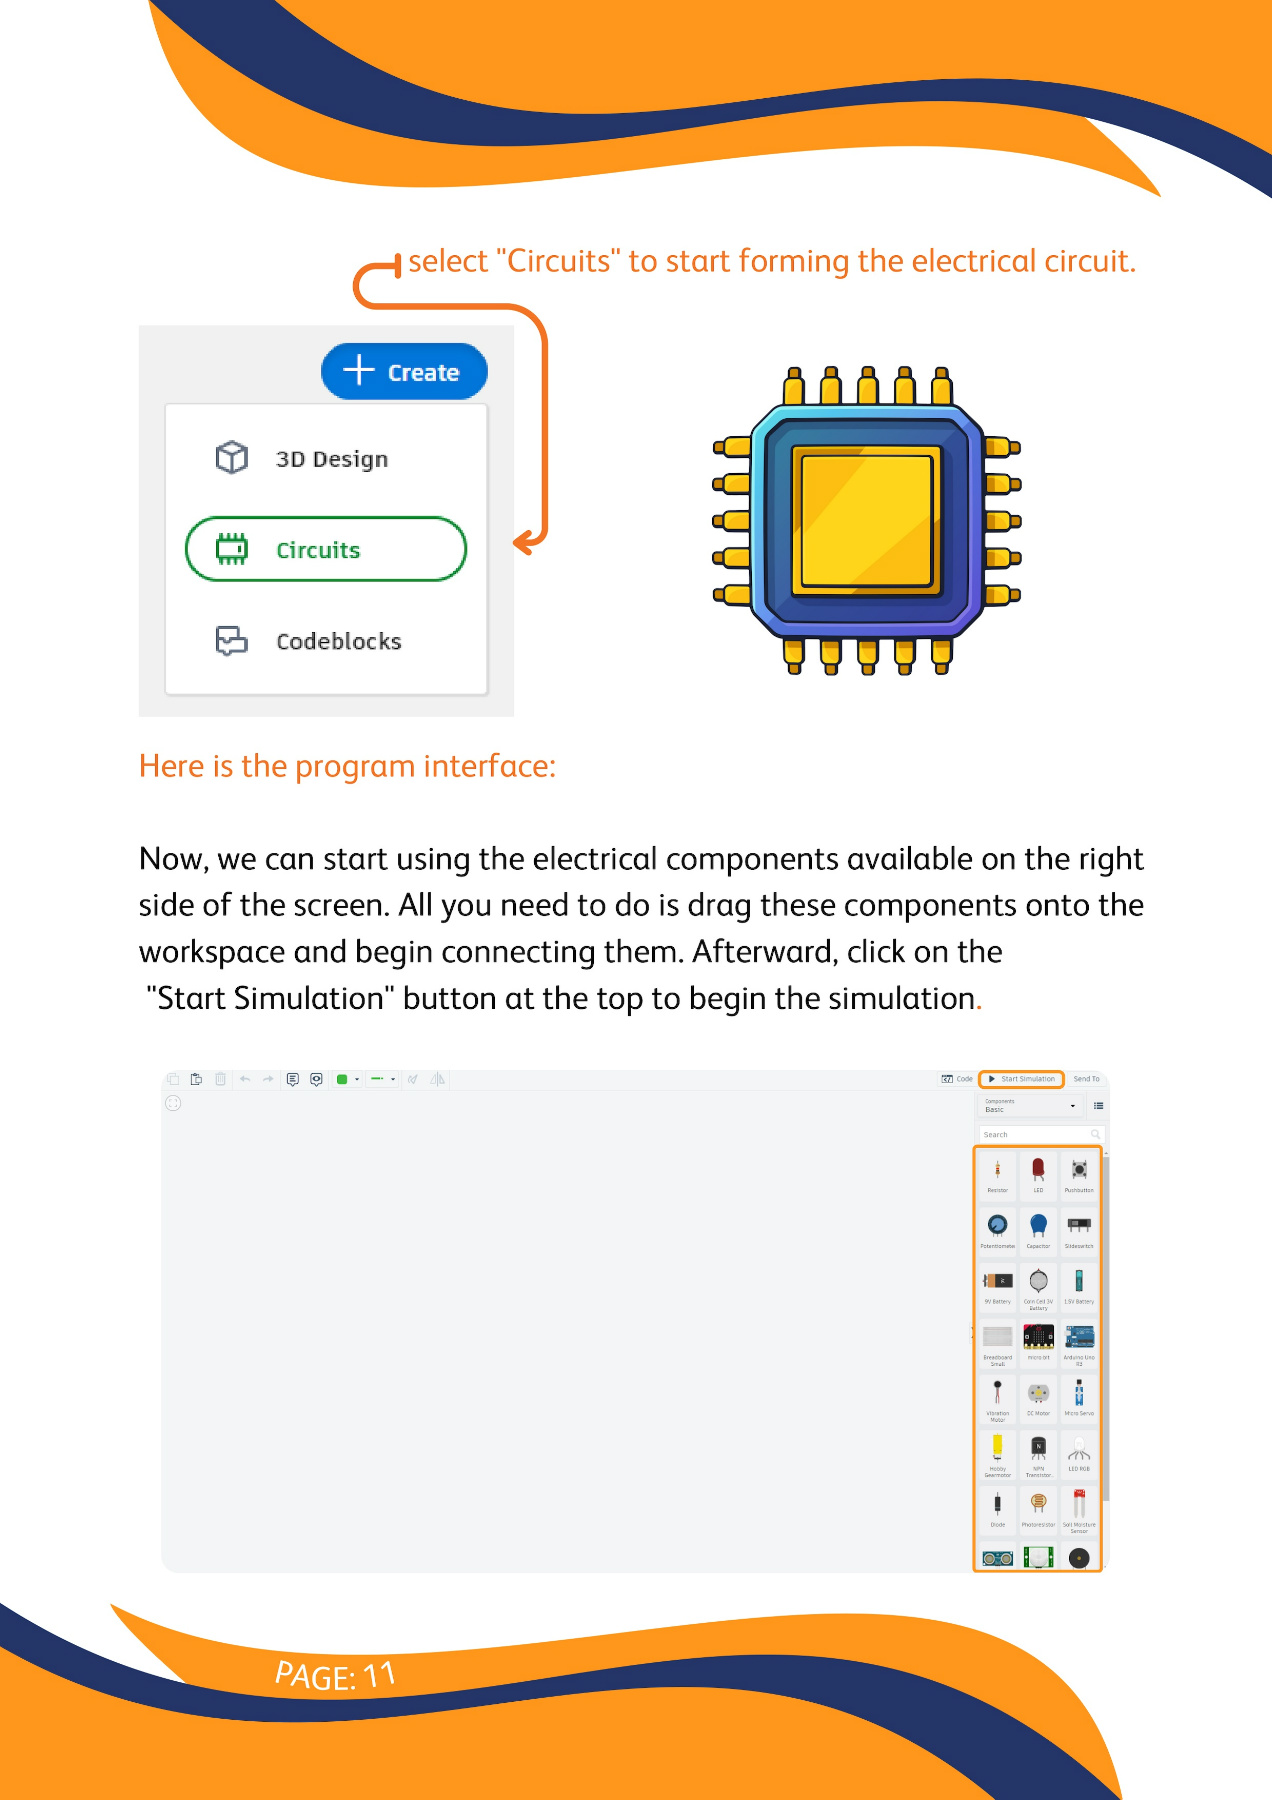 select "Circuits" to start forming the electrical circuit.
Create
3D Design
Circuits
Codeblocks
Here is the program interface:
Now, we can start using the electrical components available on the right
side of the screen. All you need to do is drag these components onto the
workspace and begin connecting them. Afterward, click on the
"Start Simulation" button at the top to begin the simulation.
Code Start Simulation Send To
Components
Basic
Search
Resistor LED Pushbutton
Potentiometer Capacitor Slideswitch
9V Battery Coin Cell 3V Battery 1.5V Battery
Breadboard Small micro:bit Arduino Uno R3
Vibration Motor DC Motor Micro Servo
Hobby Gearmotor NPN Transistor... LED RGB
Diode Photoresistor Soil Moisture Sensor
PAGE: 11